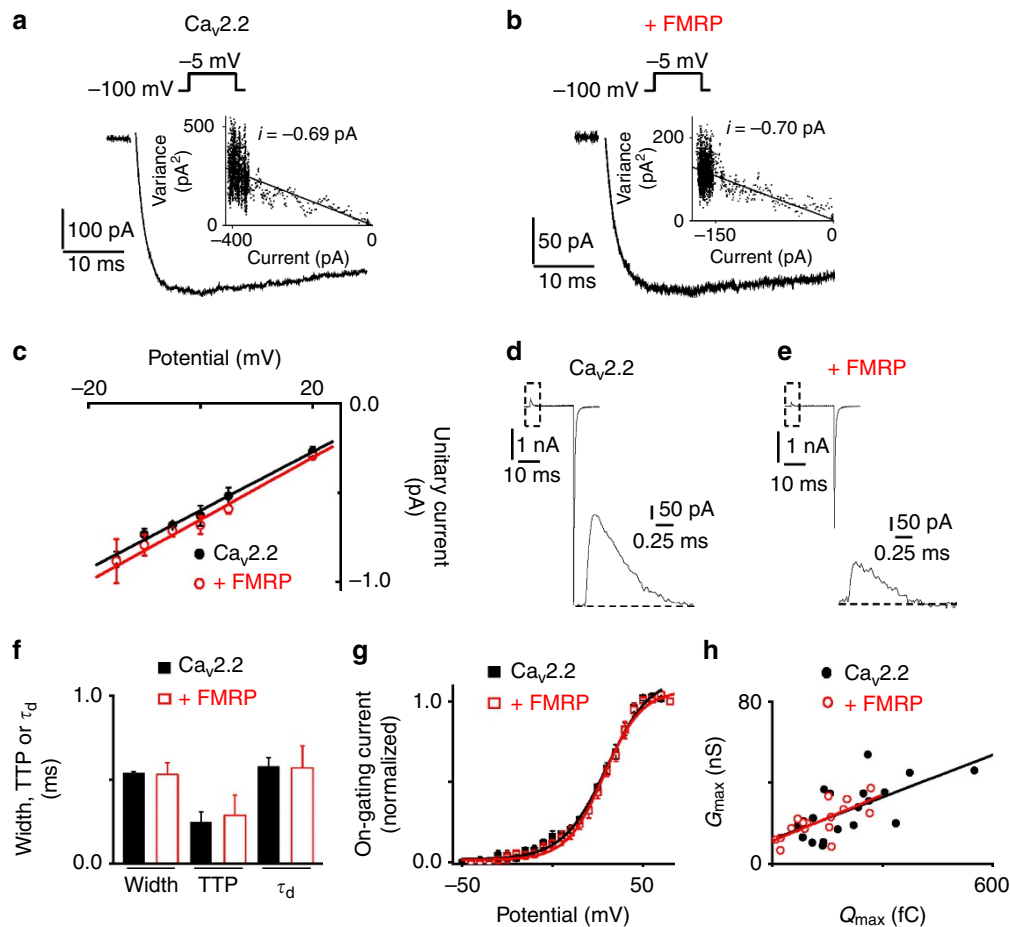 a
Caᵥ2.2
−5 mV
−100 mV
500
i = −0.69 pA
Variance
(pA²)
0
−400
0
Current (pA)
100 pA
10 ms
b
+ FMRP
−5 mV
−100 mV
200
i = −0.70 pA
Variance
(pA²)
0
−150
0
Current (pA)
50 pA
10 ms
c
Potential (mV)
−20
20
0.0
Unitary current
(pA)
Caᵥ2.2
+ FMRP
−1.0
d
Caᵥ2.2
1 nA
10 ms
50 pA
0.25 ms
e
+ FMRP
1 nA
10 ms
50 pA
0.25 ms
f
Caᵥ2.2
+ FMRP
1.0
Width, TTP or τd
(ms)
0.0
Width
TTP
τd
g
Caᵥ2.2
+ FMRP
On-gating current
(normalized)
1.0
0.0
−50
50
Potential (mV)
h
Caᵥ2.2
+ FMRP
80
Gmax (nS)
0
600
Qmax (fC)